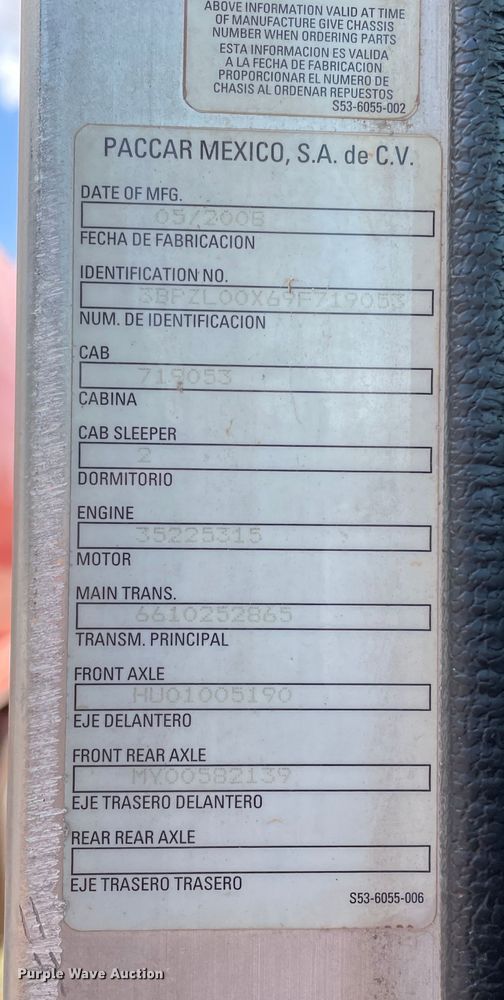 ABOVE INFORMATION VALID AT TIME
OF MANUFACTURE GIVE CHASSIS
NUMBER WHEN ORDERING PARTS
ESTA INFORMACION ES VALIDA
A LA FECHA DE FABRICACION
PROPORCIONAR EL NUMERO DE
CHASIS AL ORDENAR REPUESTOS
S53-6055-002
PACCAR MEXICO, S.A. de C.V.
DATE OF MFG.
05/2008
FECHA DE FABRICACION
IDENTIFICATION NO.
3BPZL00X69F719053
NUM. DE IDENTIFICACION
CAB
719053
CABINA
CAB SLEEPER
2
DORMITORIO
ENGINE
35225315
MOTOR
MAIN TRANS.
6610252865
TRANSM. PRINCIPAL
FRONT AXLE
HU01005190
EJE DELANTERO
FRONT REAR AXLE
MY00582139
EJE TRASERO DELANTERO
REAR REAR AXLE
EJE TRASERO TRASERO
S53-6055-006
Purple Wave Auction